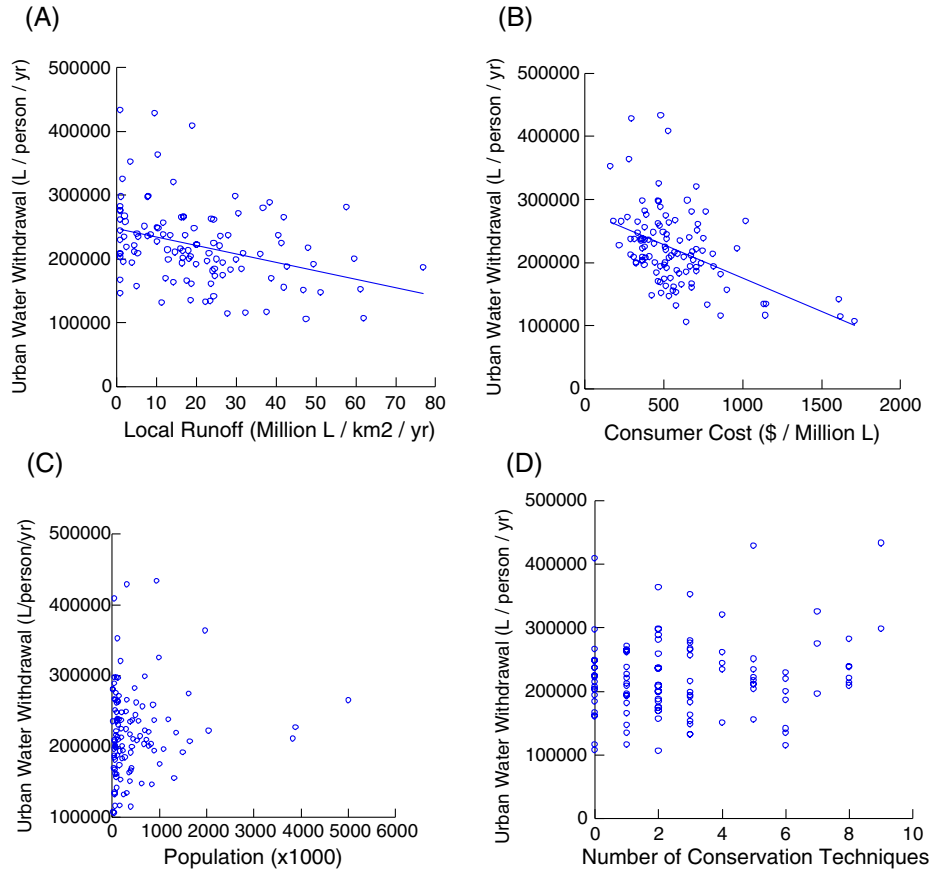 (A)
Urban Water Withdrawal (L / person / yr)
500000
400000
300000
200000
100000
0
0 10 20 30 40 50 60 70 80
Local Runoff (Million L / km2 / yr)
(B)
Urban Water Withdrawal (L / person / yr)
500000
400000
300000
200000
100000
0
0 500 1000 1500 2000
Consumer Cost ($ / Million L)
(C)
Urban Water Withdrawal (L/person/yr)
500000
400000
300000
200000
100000
0 1000 2000 3000 4000 5000 6000
Population (x1000)
(D)
Urban Water Withdrawal (L / person / yr)
500000
400000
300000
200000
100000
0
0 2 4 6 8 10
Number of Conservation Techniques